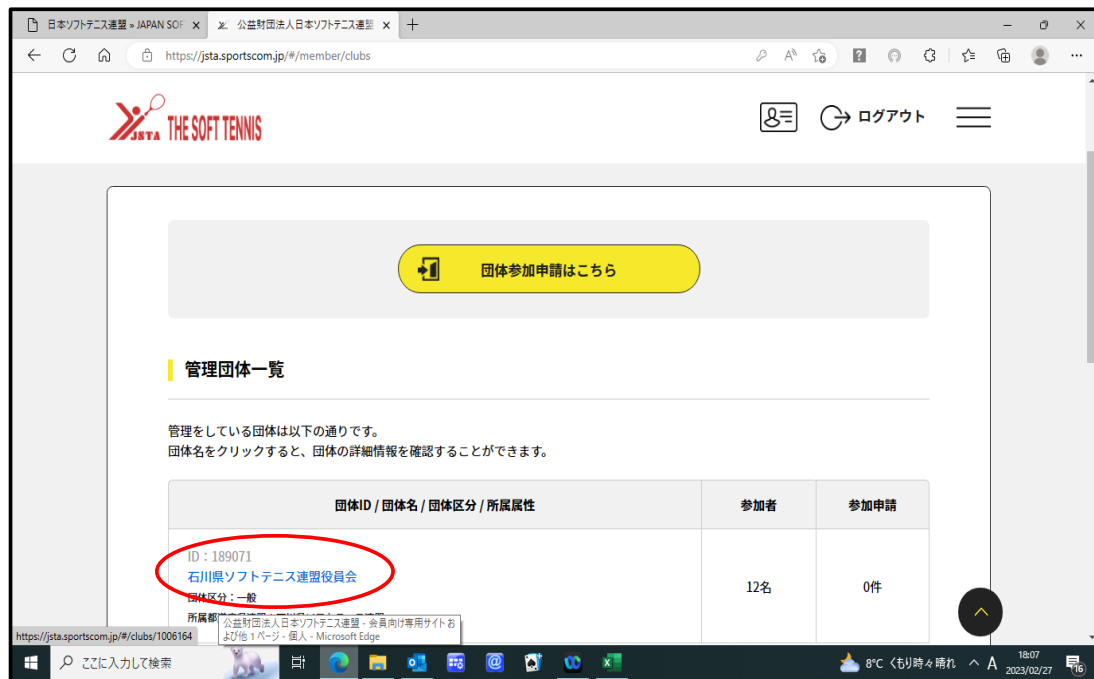 日本ソフトテニス連盟 » JAPAN SOF
公益財団法人日本ソフトテニス連盟
https://jsta.sportscom.jp/#/member/clubs
JSTA THE SOFT TENNIS
ログアウト
団体参加申請はこちら
管理団体一覧
管理をしている団体は以下の通りです。
団体名をクリックすると、団体の詳細情報を確認することができます。
団体ID / 団体名 / 団体区分 / 所属属性 参加者 参加申請
ID：189071
石川県ソフトテニス連盟役員会
団体区分：一般
12名 0件
所属都
公益財団法人日本ソフトテニス連盟 - 会員向け専用サイト お
よび他 1 ページ - 個人 - Microsoft Edge
https://jsta.sportscom.jp/#/clubs/1006164
ここに入力して検索
8°C くもり時々晴れ
A
18:07
2023/02/27
16